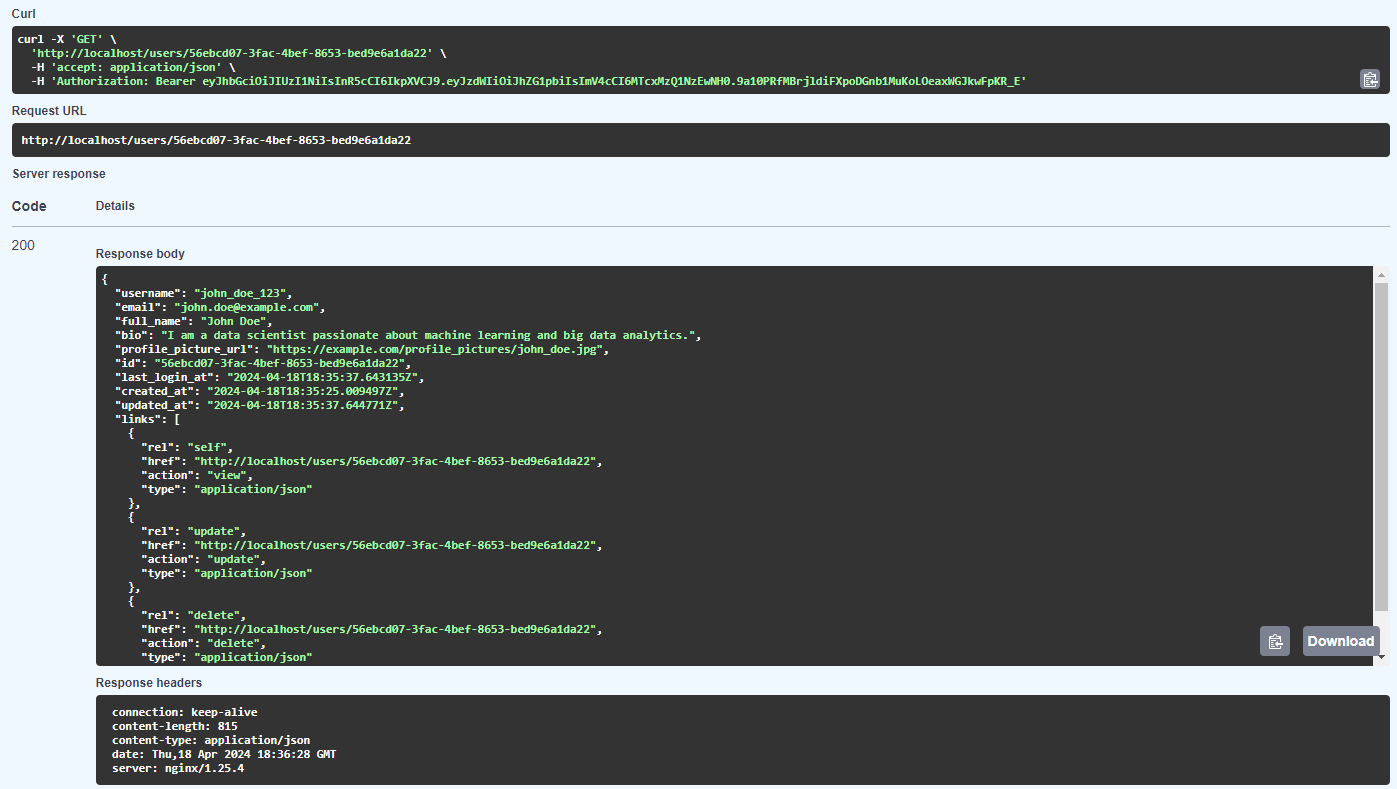 Curl
curl -X 'GET' \
  'http://localhost/users/56ebcd07-3fac-4bef-8653-bed9e6a1da22' \
  -H 'accept: application/json' \
  -H 'Authorization: Bearer eyJhbGciOiJIUzI1NiIsInR5cCI6IkpXVCJ9.eyJzdWIiOiJhZG1pbiIsImV4cCI6MTcxMzQ1NzEwNH0.9a10PRfMBrjldiFXpoDGnb1MuKoLOeaxWGJkwFpKR_E'
Request URL
http://localhost/users/56ebcd07-3fac-4bef-8653-bed9e6a1da22
Server response
Code Details
200
Response body
{
  "username": "john_doe_123",
  "email": "john.doe@example.com",
  "full_name": "John Doe",
  "bio": "I am a data scientist passionate about machine learning and big data analytics.",
  "profile_picture_url": "https://example.com/profile_pictures/john_doe.jpg",
  "id": "56ebcd07-3fac-4bef-8653-bed9e6a1da22",
  "last_login_at": "2024-04-18T18:35:37.643135Z",
  "created_at": "2024-04-18T18:35:25.009497Z",
  "updated_at": "2024-04-18T18:35:37.644771Z",
  "links": [
    {
      "rel": "self",
      "href": "http://localhost/users/56ebcd07-3fac-4bef-8653-bed9e6a1da22",
      "action": "view",
      "type": "application/json"
    },
    {
      "rel": "update",
      "href": "http://localhost/users/56ebcd07-3fac-4bef-8653-bed9e6a1da22",
      "action": "update",
      "type": "application/json"
    },
    {
      "rel": "delete",
      "href": "http://localhost/users/56ebcd07-3fac-4bef-8653-bed9e6a1da22",
      "action": "delete",
      "type": "application/json"
Download
Response headers
connection: keep-alive
content-length: 815
content-type: application/json
date: Thu,18 Apr 2024 18:36:28 GMT
server: nginx/1.25.4